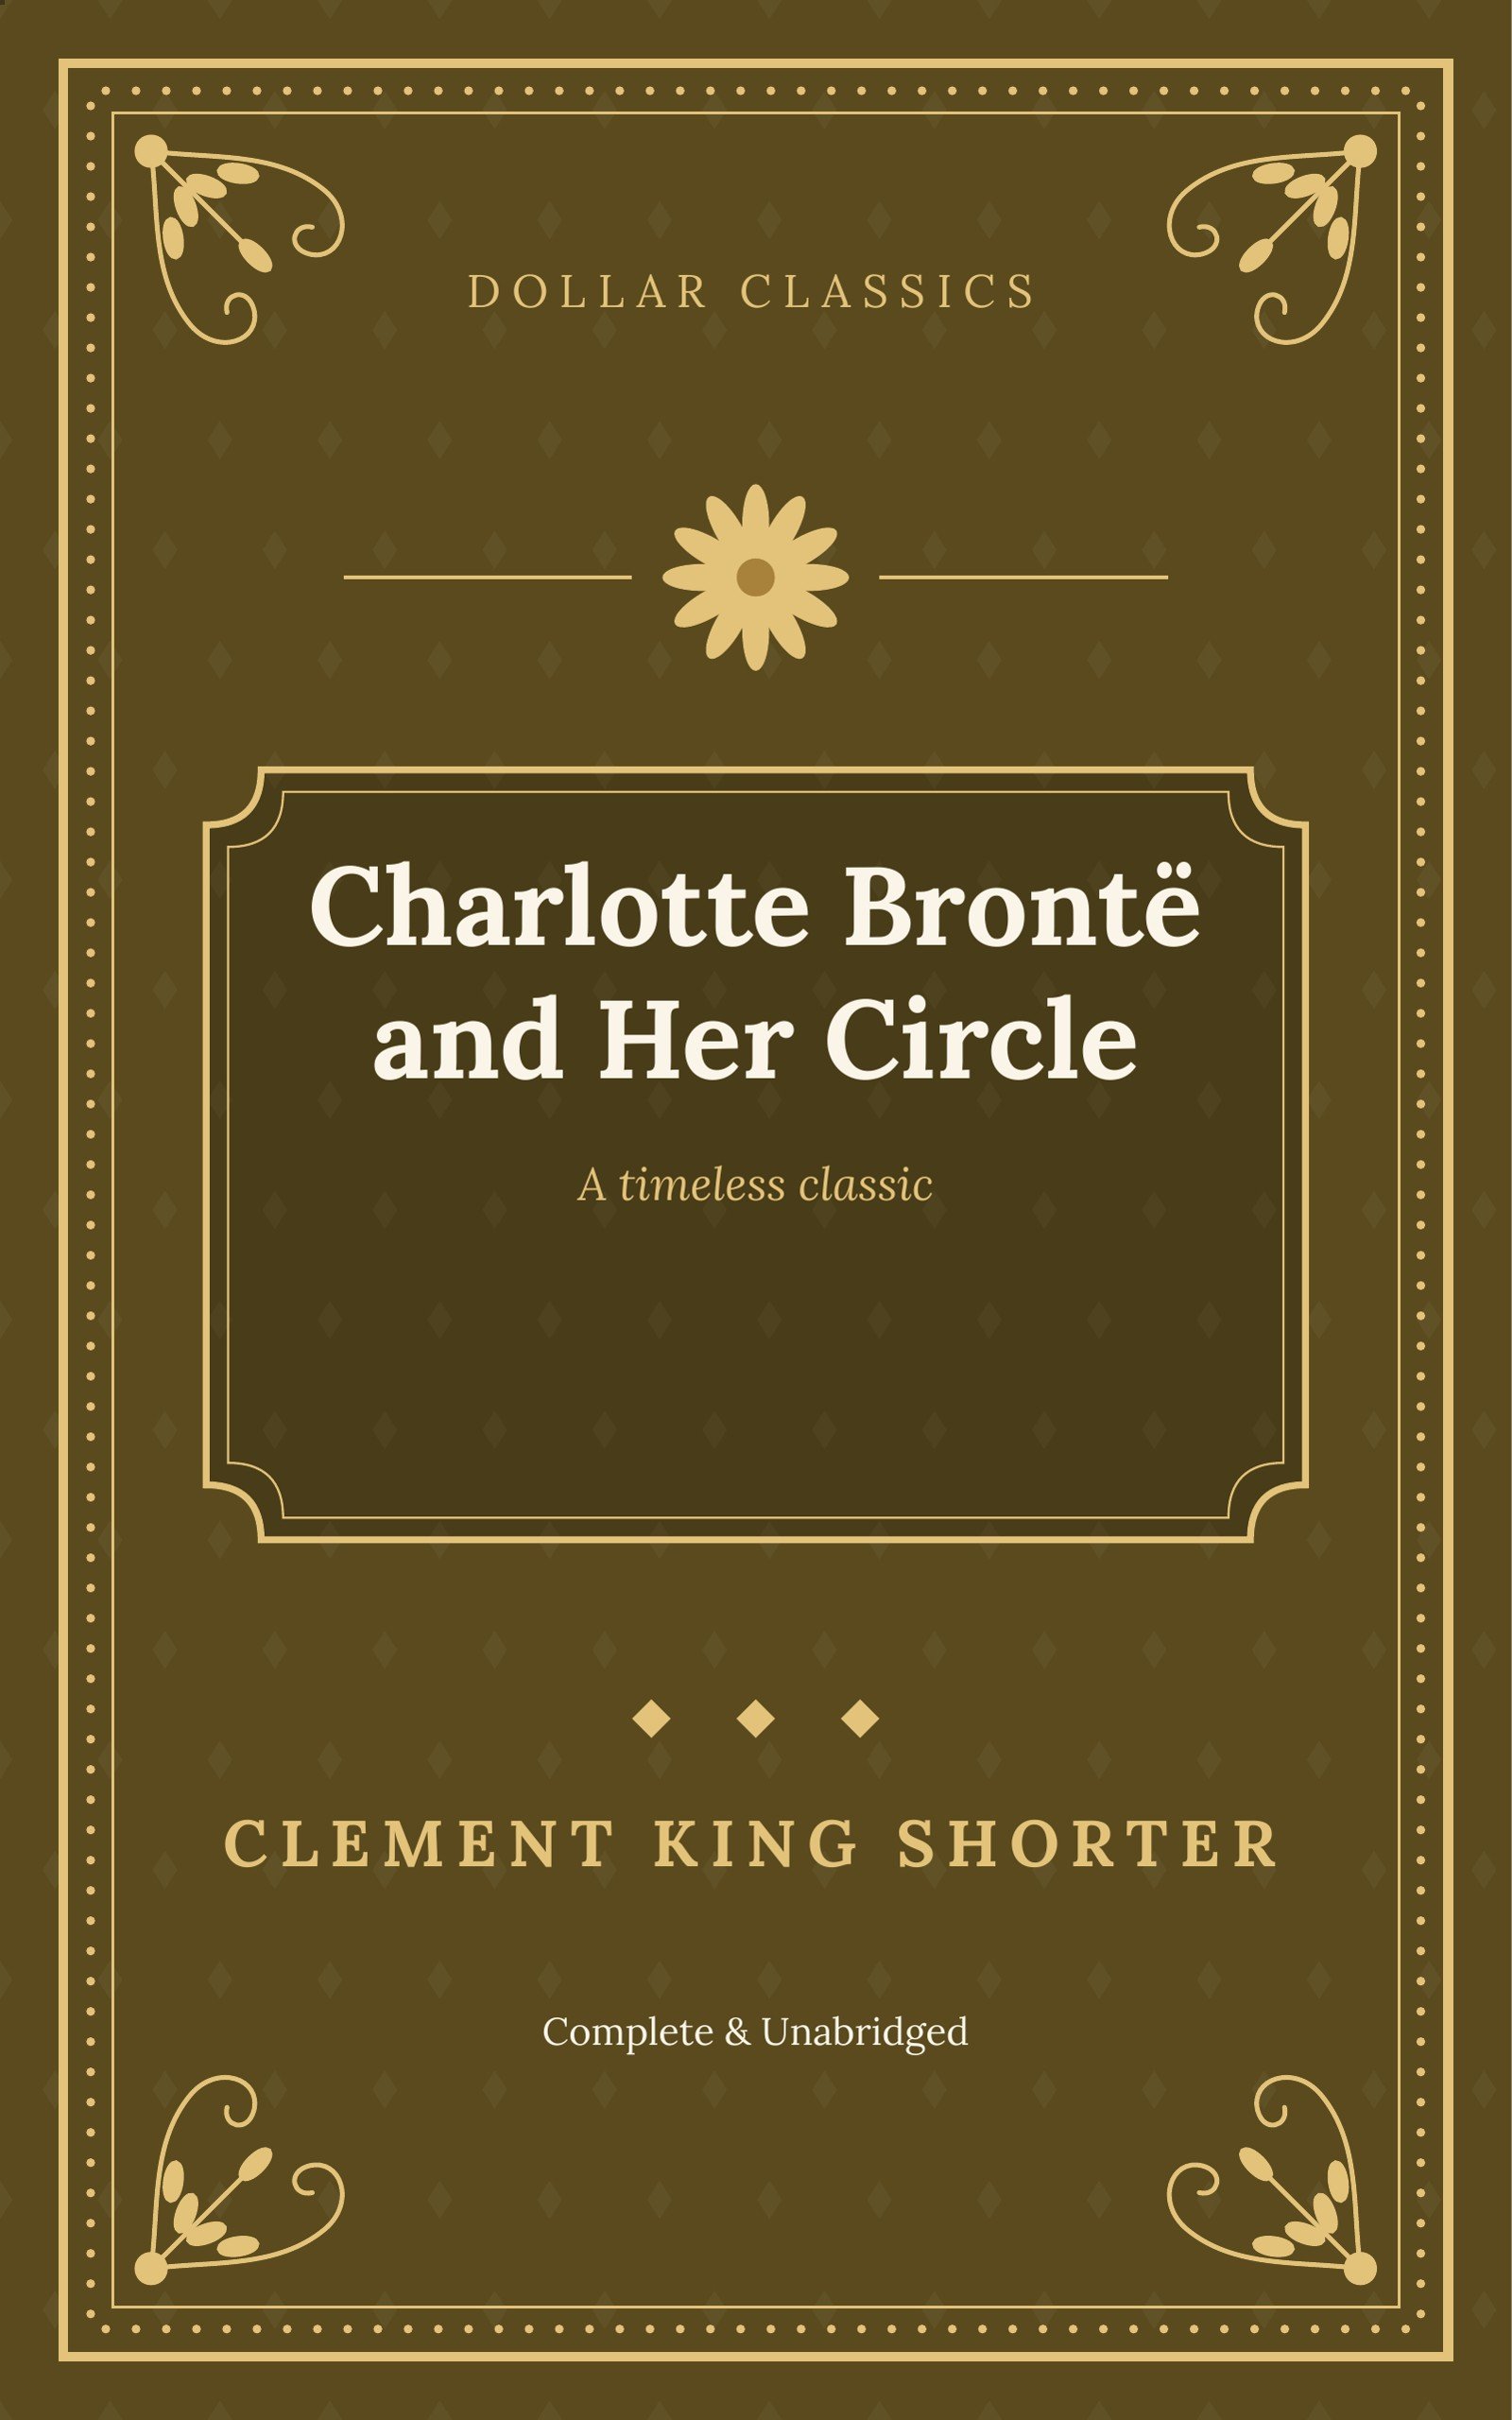 DOLLAR CLASSICS
Charlotte Brontë
and Her Circle
A timeless classic
CLEMENT KING SHORTER
Complete & Unabridged